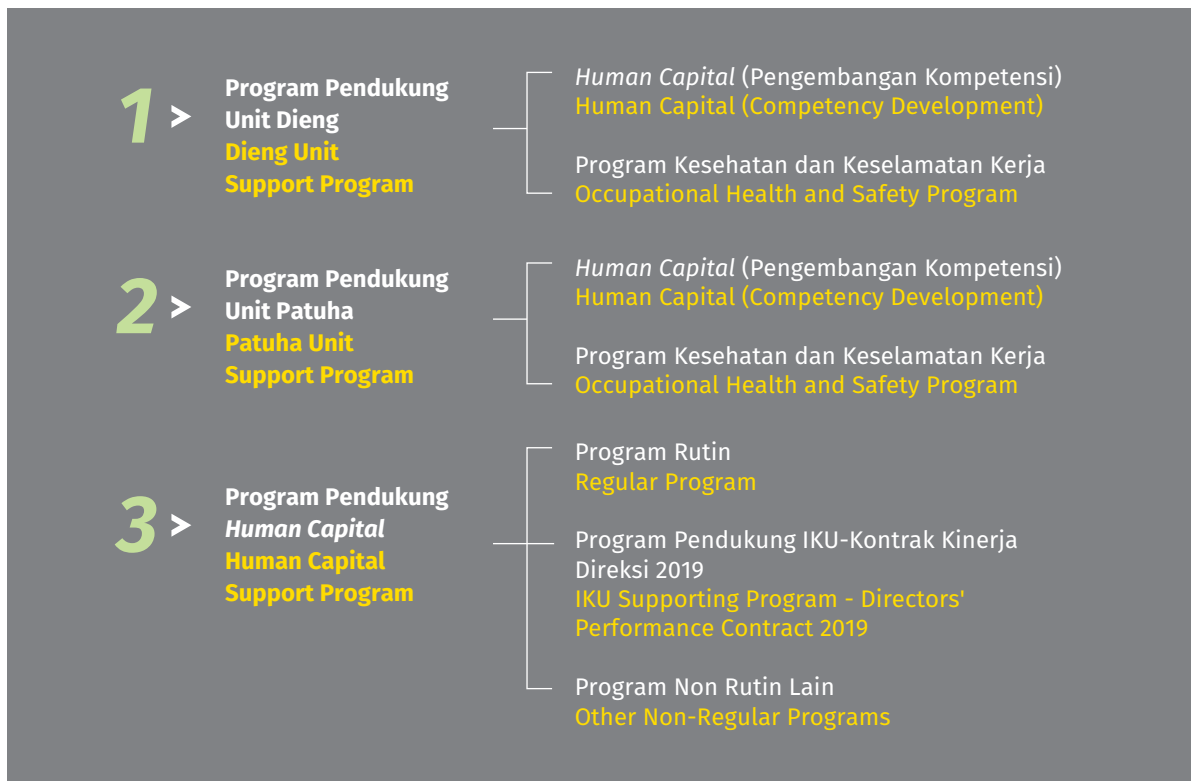 1 >
Program Pendukung
Unit Dieng
Dieng Unit
Support Program
Human Capital (Pengembangan Kompetensi)
Human Capital (Competency Development)
Program Kesehatan dan Keselamatan Kerja
Occupational Health and Safety Program
2 >
Program Pendukung
Unit Patuha
Patuha Unit
Support Program
Human Capital (Pengembangan Kompetensi)
Human Capital (Competency Development)
Program Kesehatan dan Keselamatan Kerja
Occupational Health and Safety Program
3 >
Program Pendukung
Human Capital
Human Capital
Support Program
Program Rutin
Regular Program
Program Pendukung IKU-Kontrak Kinerja
Direksi 2019
IKU Supporting Program - Directors'
Performance Contract 2019
Program Non Rutin Lain
Other Non-Regular Programs